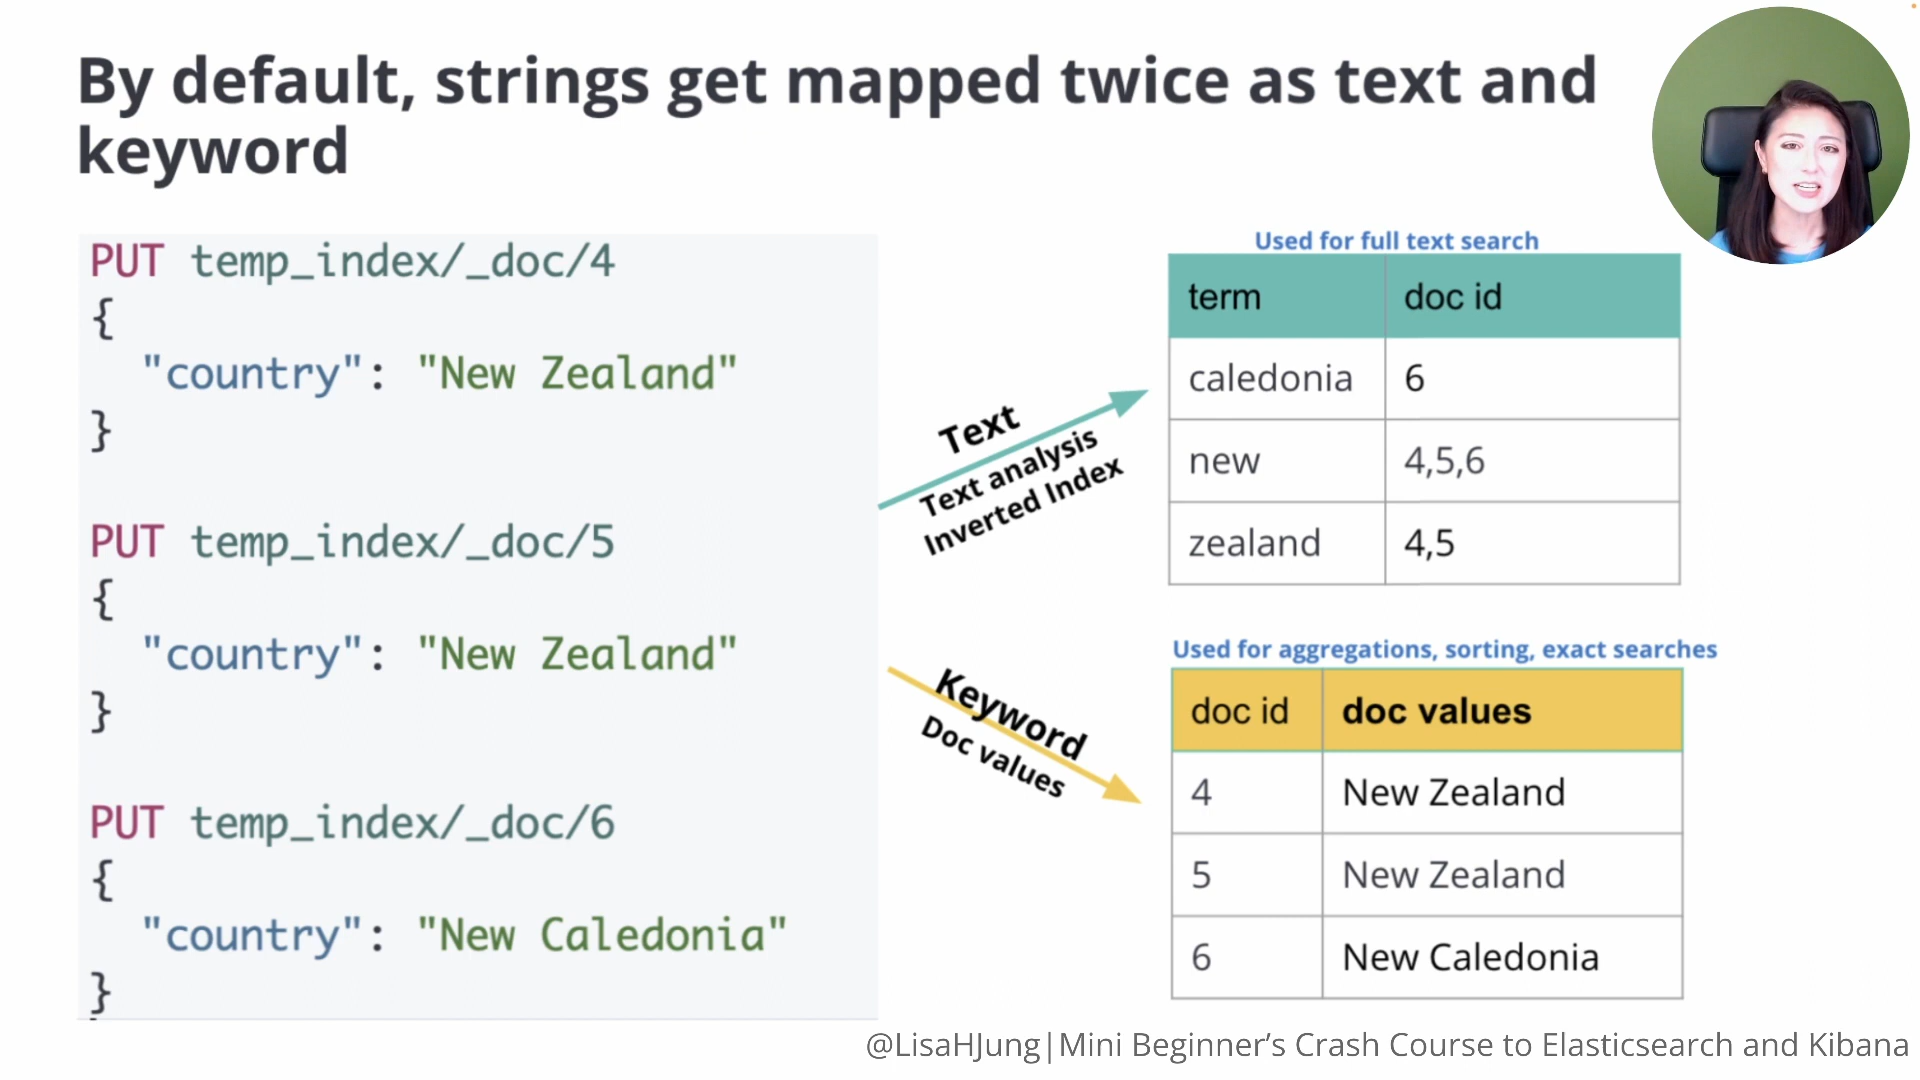 By default, strings get mapped twice as text and
keyword
PUT temp_index/_doc/4
{
"country": "New Zealand"
}
PUT temp_index/_doc/5
{
"country": "New Zealand"
}
PUT temp_index/_doc/6
{
"country": "New Caledonia"
}
Text
Text analysis
Inverted Index
Keyword
Doc values
Used for full text search
term doc id
caledonia 6
new 4,5,6
zealand 4,5
Used for aggregations, sorting, exact searches
doc id doc values
4 New Zealand
5 New Zealand
6 New Caledonia
@LisaHJung|Mini Beginner’s Crash Course to Elasticsearch and Kibana